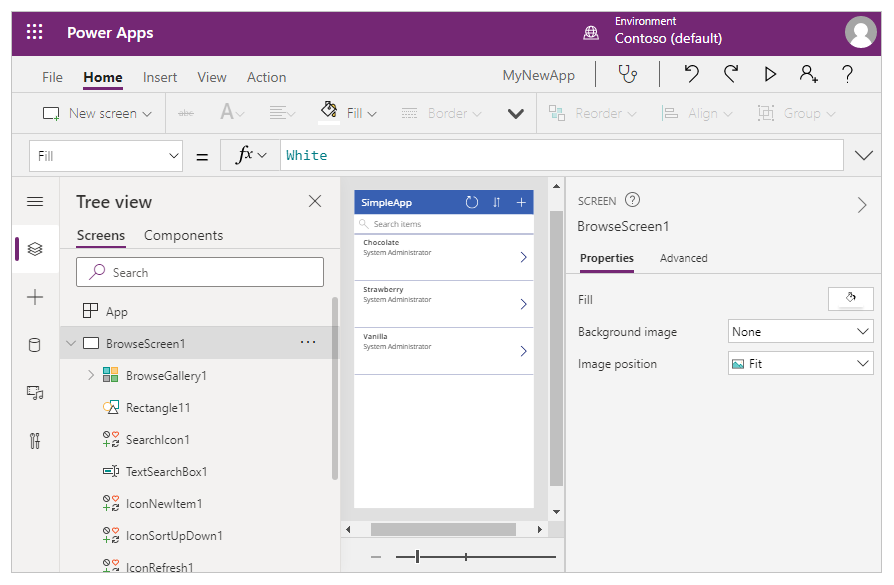 Power Apps
Environment
Contoso (default)
File Home Insert View Action
MyNewApp
New screen abc A Fill Border Reorder Align Group
Fill = fx White
Tree view
Screens Components
Search
App
BrowseScreen1
BrowseGallery1
Rectangle11
SearchIcon1
TextSearchBox1
IconNewItem1
IconSortUpDown1
IconRefresh1
SimpleApp
Search items
Chocolate
System Administrator
Strawberry
System Administrator
Vanilla
System Administrator
SCREEN ?
BrowseScreen1
Properties Advanced
Fill
Background image None
Image position Fit